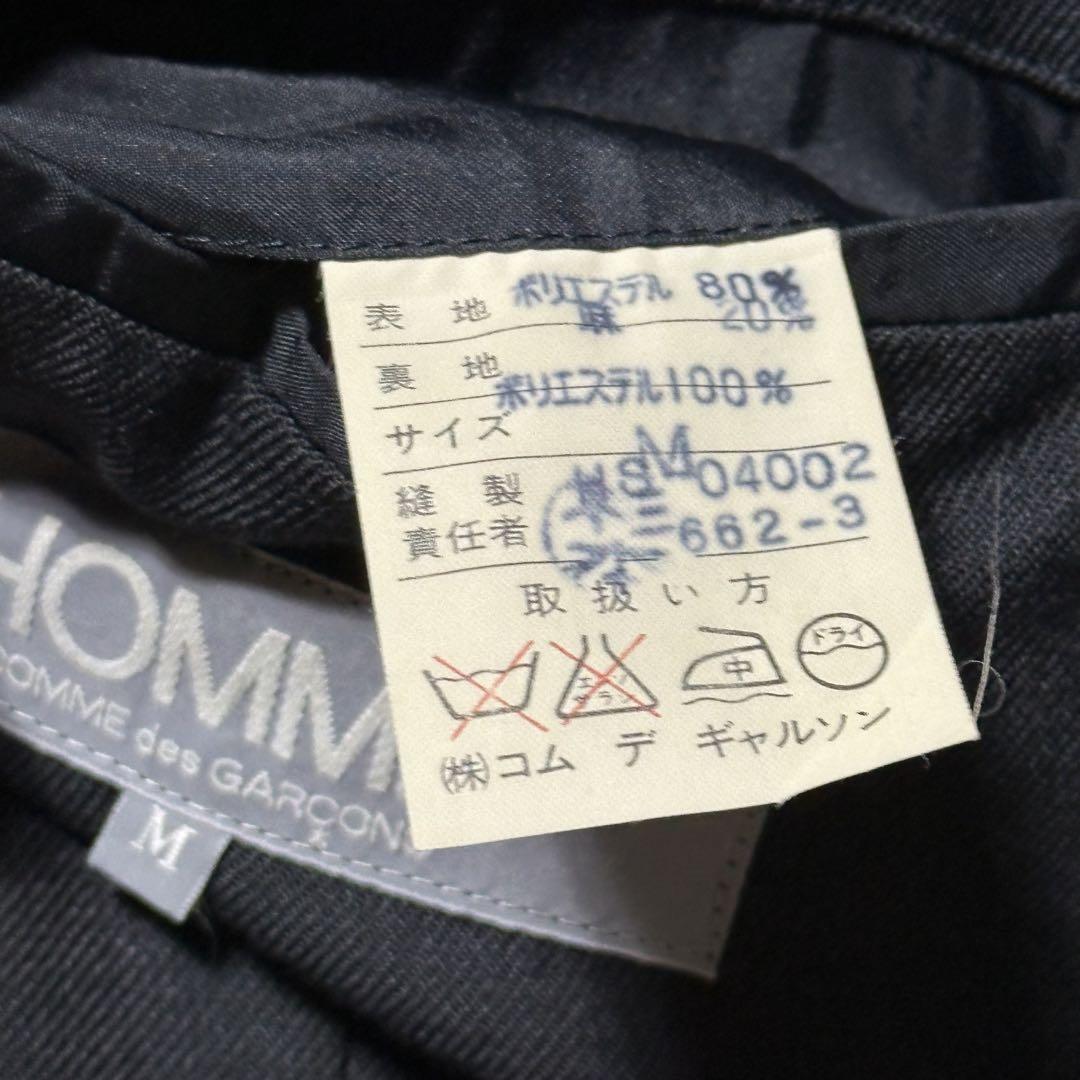 表地 ポリエステル 80%
20%
裏地 ポリエステル100%
サイズ M
縫製 HS-04002
責任者 三 662-3
取扱い方
中
ドライ
㈱コム デ ギャルソン
HOMM
COMME des GARÇONS
M